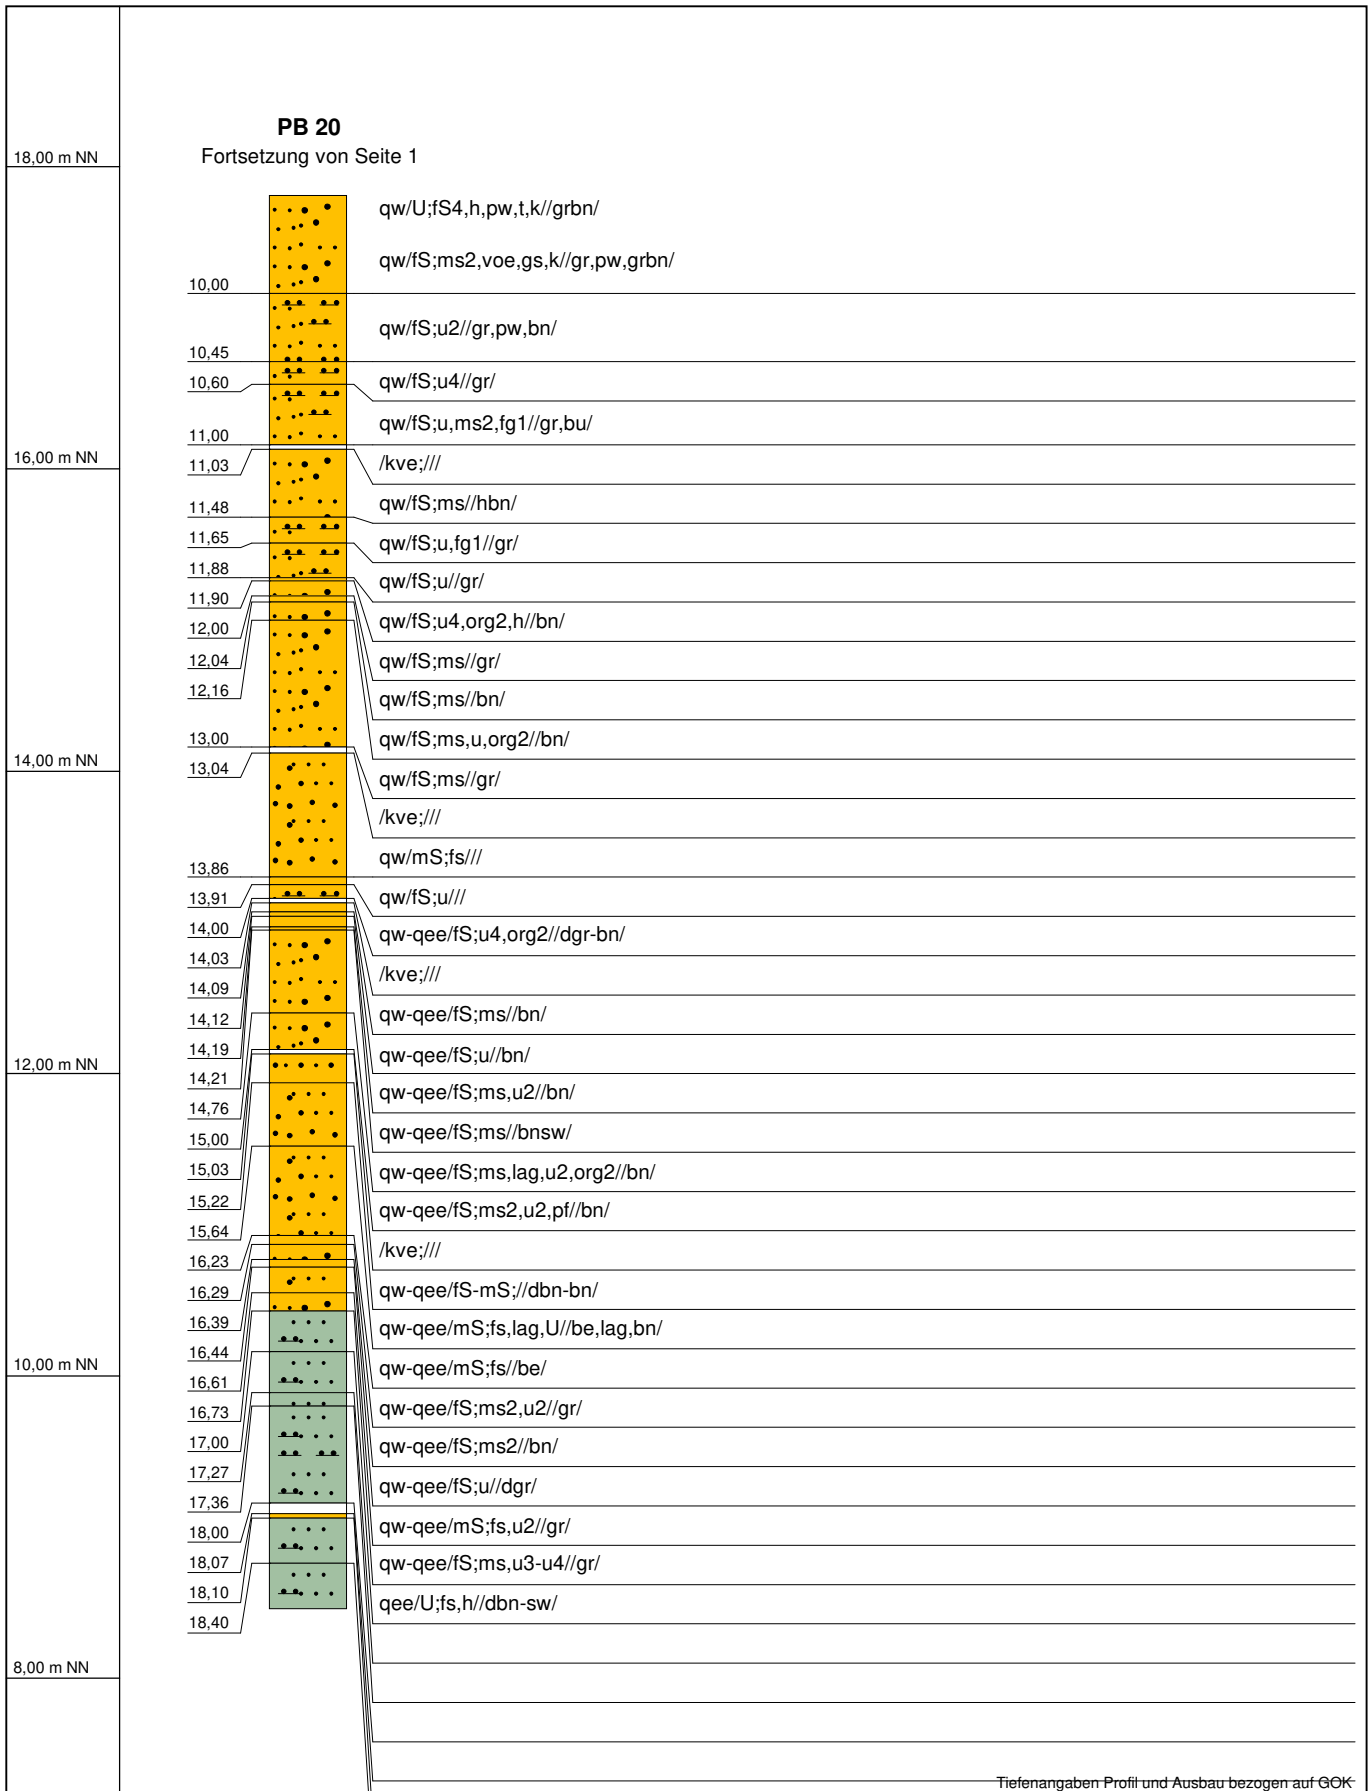 PB 20
Fortsetzung von Seite 1
18,00 m NN
qw/U;fS4,h,pw,t,k//grbn/
qw/fS;ms2,voe,gs,k//gr,pw,grbn/
10,00
qw/fS;u2//gr,pw,bn/
10,45
10,60
qw/fS;u4//gr/
qw/fS;u,ms2,fg1//gr,bu/
11,00
16,00 m NN
11,03
/kve;///
11,48
qw/fS;ms//hbn/
11,65
qw/fS;u,fg1//gr/
11,88
qw/fS;u//gr/
11,90
12,00
qw/fS;u4,org2,h//bn/
12,04
qw/fS;ms//gr/
12,16
qw/fS;ms//bn/
13,00
qw/fS;ms,u,org2//bn/
14,00 m NN
13,04
qw/fS;ms//gr/
/kve;///
13,86
qw/mS;fs///
13,91
qw/fS;u///
14,00
qw-qee/fS;u4,org2//dgr-bn/
14,03
/kve;///
14,09
14,12
qw-qee/fS;ms//bn/
14,19
qw-qee/fS;u//bn/
12,00 m NN
14,21
qw-qee/fS;ms,u2//bn/
14,76
15,00
qw-qee/fS;ms//bnsw/
15,03
qw-qee/fS;ms,lag,u2,org2//bn/
15,22
qw-qee/fS;ms2,u2,pf//bn/
15,64
16,23
/kve;///
16,29
qw-qee/fS-mS;//dbn-bn/
16,39
qw-qee/mS;fs,lag,U//be,lag,bn/
16,44
10,00 m NN
qw-qee/mS;fs//be/
16,61
16,73
qw-qee/fS;ms2,u2//gr/
17,00
qw-qee/fS;ms2//bn/
17,27
qw-qee/fS;u//dgr/
17,36
18,00
qw-qee/mS;fs,u2//gr/
18,07
qw-qee/fS;ms,u3-u4//gr/
18,10
qee/U;fs,h//dbn-sw/
18,40
8,00 m NN
Tiefenangaben Profil und Ausbau bezogen auf GOK